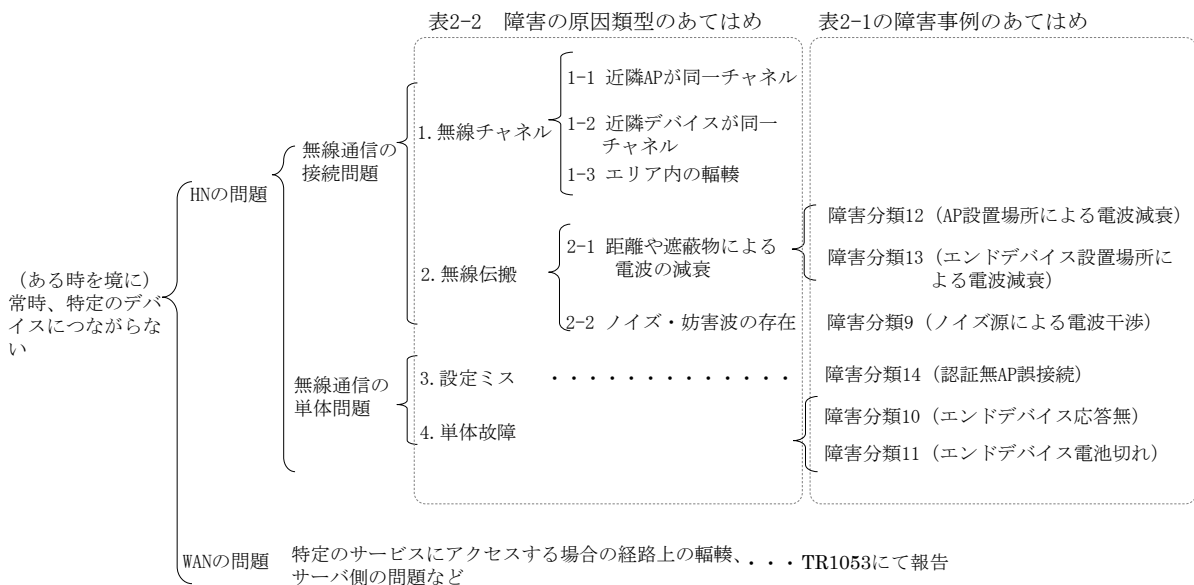 表2-2 障害の原因類型のあてはめ
表2-1の障害事例のあてはめ
(ある時を境に)
常時、特定のデバ
イスにつながらな
い
HNの問題
無線通信の
接続問題
1.無線チャネル
1-1 近隣APが同一チャネル
1-2 近隣デバイスが同一
チャネル
1-3 エリア内の輻輳
2.無線伝搬
2-1 距離や遮蔽物による
電波の減衰
障害分類12(AP設置場所による電波減衰)
障害分類13(エンドデバイス設置場所に
よる電波減衰)
2-2 ノイズ・妨害波の存在
障害分類9(ノイズ源による電波干渉)
無線通信の
単体問題
3.設定ミス ・・・・・・・・・・・・・
障害分類14(認証無AP誤接続)
4.単体故障
障害分類10(エンドデバイス応答無)
障害分類11(エンドデバイス電池切れ)
WANの問題
特定のサービスにアクセスする場合の経路上の輻輳、
サーバ側の問題など
・・・TR1053にて報告